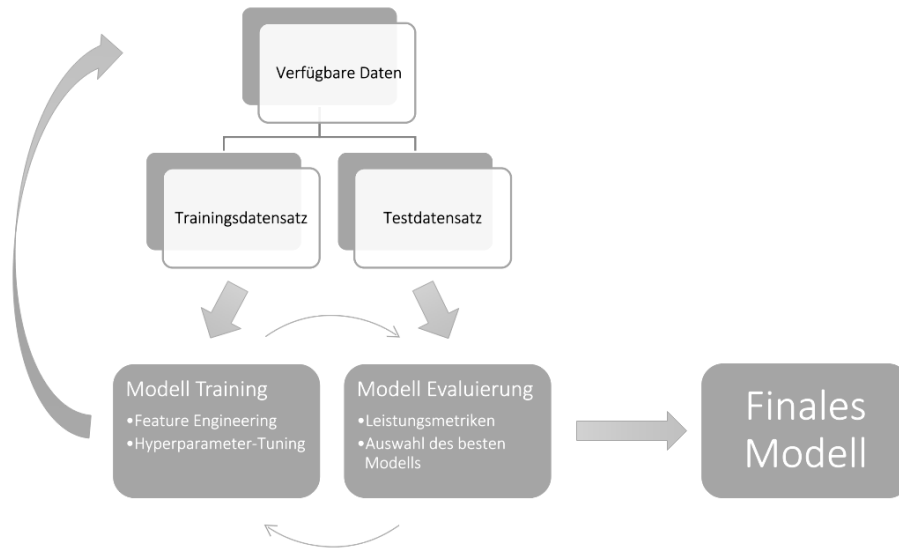 Verfügbare Daten
Trainingsdatensatz
Testdatensatz
Modell Training
•Feature Engineering
•Hyperparameter-Tuning
Modell Evaluierung
•Leistungsmetriken
•Auswahl des besten
Modells
Finales
Modell